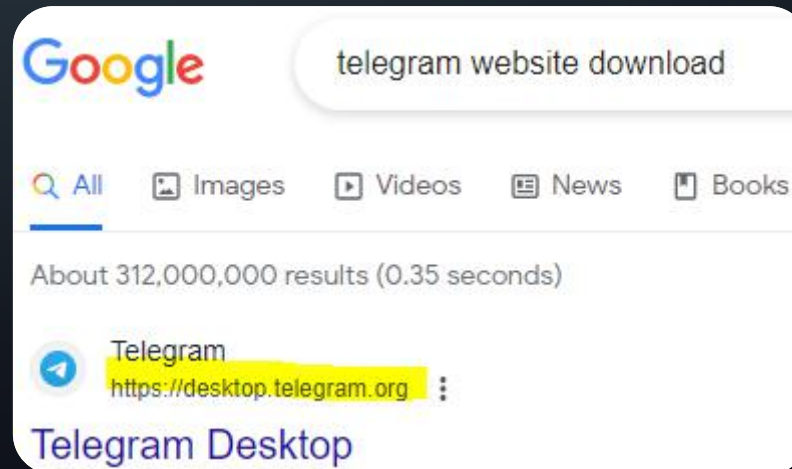 Google
telegram website download
All Images Videos News Books
About 312,000,000 results (0.35 seconds)
Telegram
https://desktop.telegram.org
Telegram Desktop